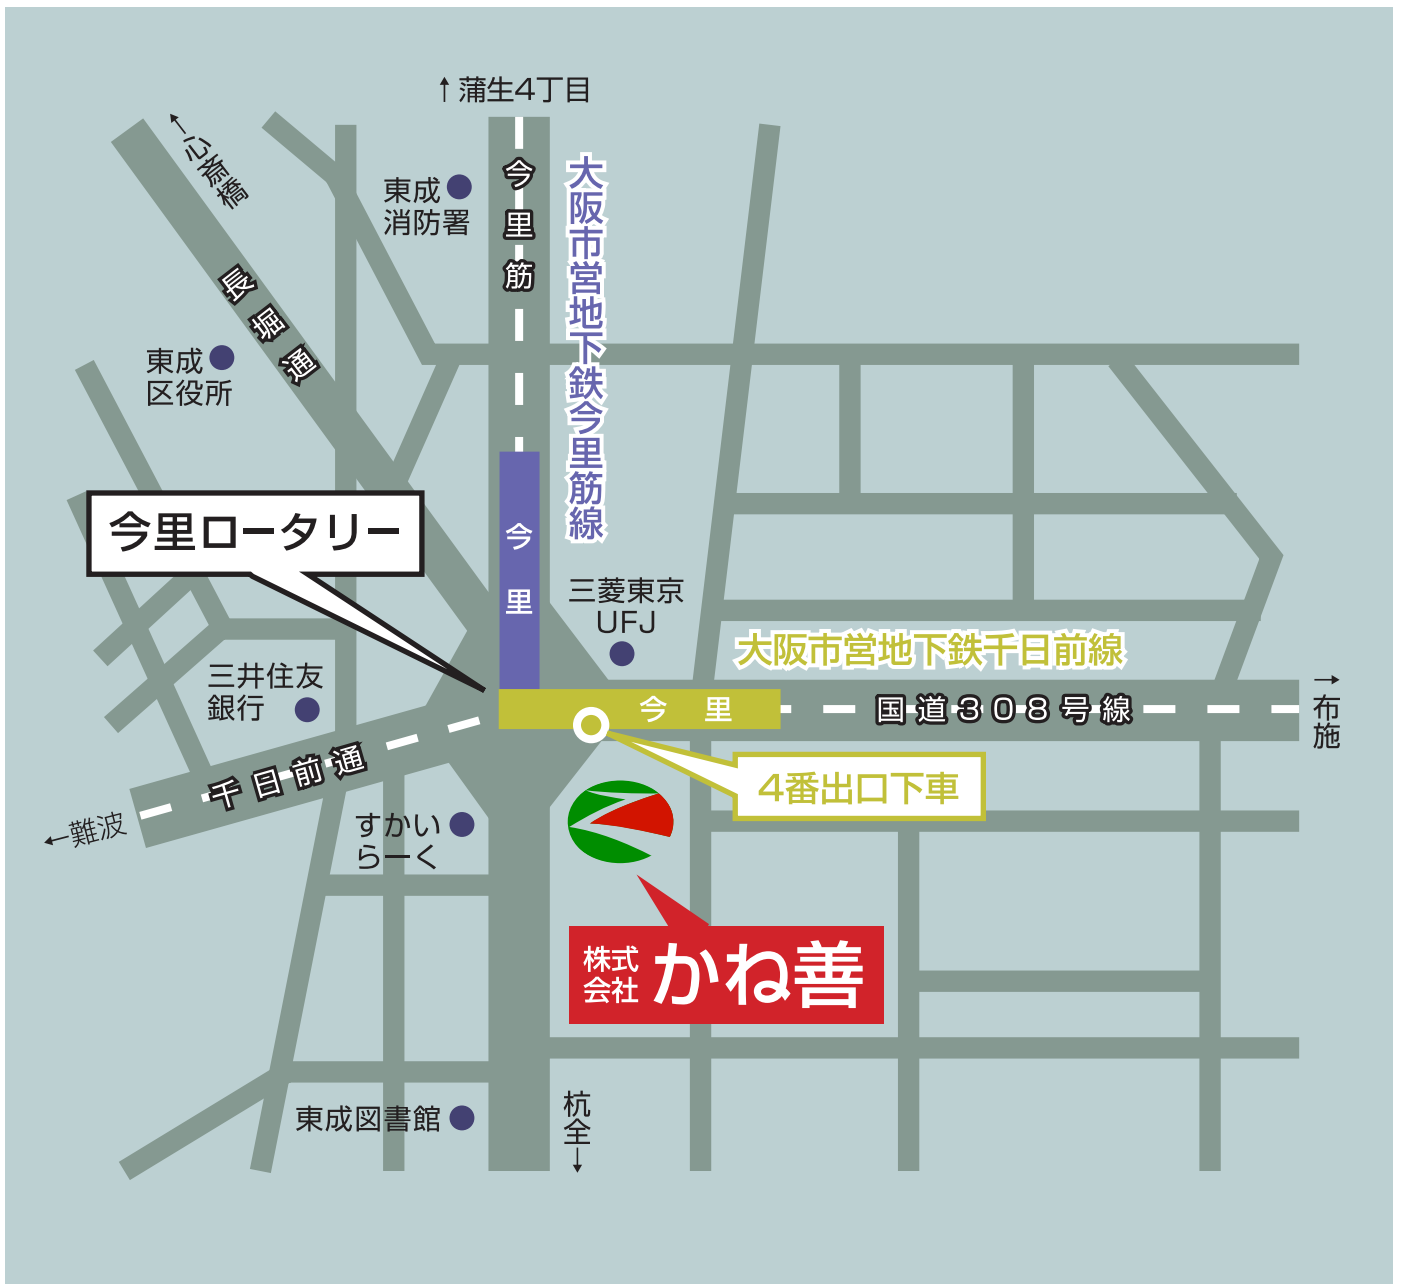 ↑蒲生4丁目
←心斎橋
今里筋
大阪市営地下鉄今里筋線
東成
消防署
長堀通
東成
区役所
今里ロータリー
今里
三菱東京
UFJ
大阪市営地下鉄千日前線
三井住友
銀行
今里
国道308号線
→布施
千日前通
4番出口下車
←難波
すかい
らーく
株式
会社
かね善
東成図書館
杭全→